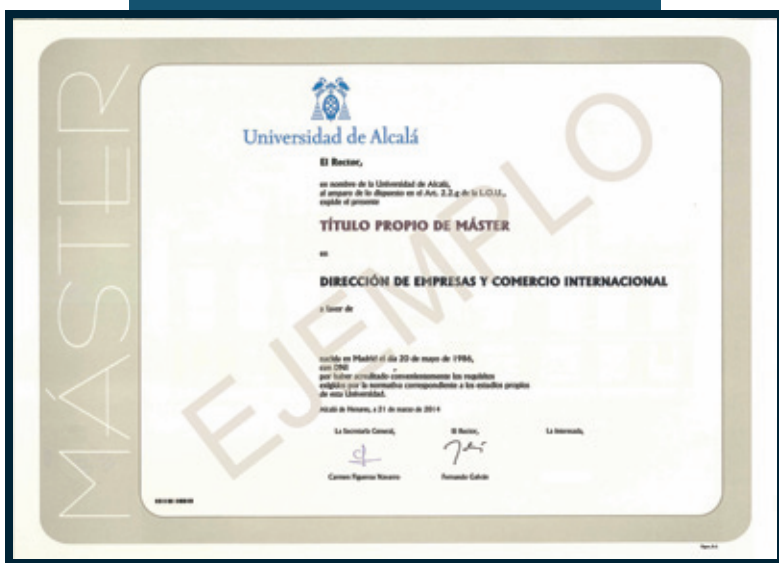 MÁSTER
Universidad de Alcalá
El Rector,
en nombre de la Universidad de Alcalá,
al amparo de lo dispuesto en el Art. 2.2.g de la L.O.U.,
expide el presente
TÍTULO PROPIO DE MÁSTER
en
DIRECCIÓN DE EMPRESAS Y COMERCIO INTERNACIONAL
a favor de
nacido en Madrid el día 20 de mayo de 1986,
con DNI ,
por haber acreditado convenientemente los requisitos
exigidos por la normativa correspondiente a los estudios propios
de esta Universidad.
Alcalá de Henares, a 21 de marzo de 2014
La Secretaria General, El Rector, La Interesada,
Carmen Figueroa Navarro Fernando Galván
EJEMPLO